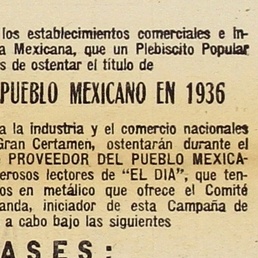 los establecimientos comerciales e in-
a Mexicana, que un Plebiscito Popular
s de ostentar el título de
PUEBLO MEXICANO EN 1936
a la industria y el comercio nacionales
Gran Certamen, ostentarán durante el
PROVEEDOR DEL PUEBLO MEXICA-
erosos lectores de "EL DIA", que ten-
os en metálico que ofrece el Comité
anda, iniciador de esta Campaña de
a cabo bajo las siguientes
ASES: